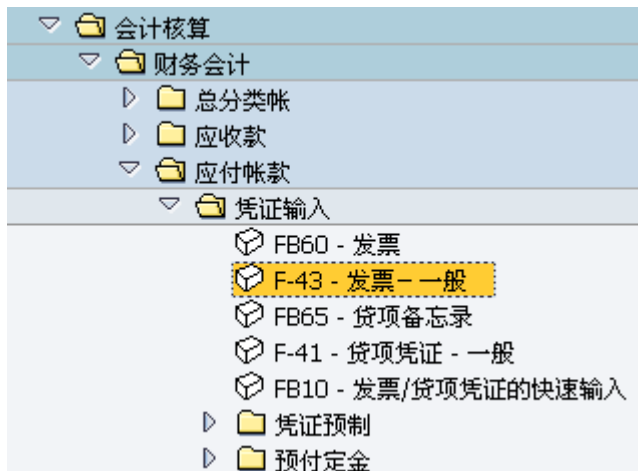 会计核算
财务会计
总分类帐
应收款
应付帐款
凭证输入
FB60 - 发票
F-43 - 发票- 一般
FB65 - 贷项备忘录
F-41 - 贷项凭证 - 一般
FB10 - 发票/贷项凭证的快速输入
凭证预制
预付定金